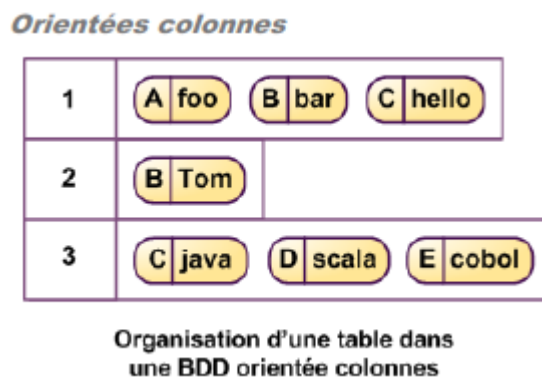 Orientées colonnes
1 A foo B bar C hello
2 B Tom
3 C java D scala E cobol
Organisation d'une table dans
une BDD orientée colonnes